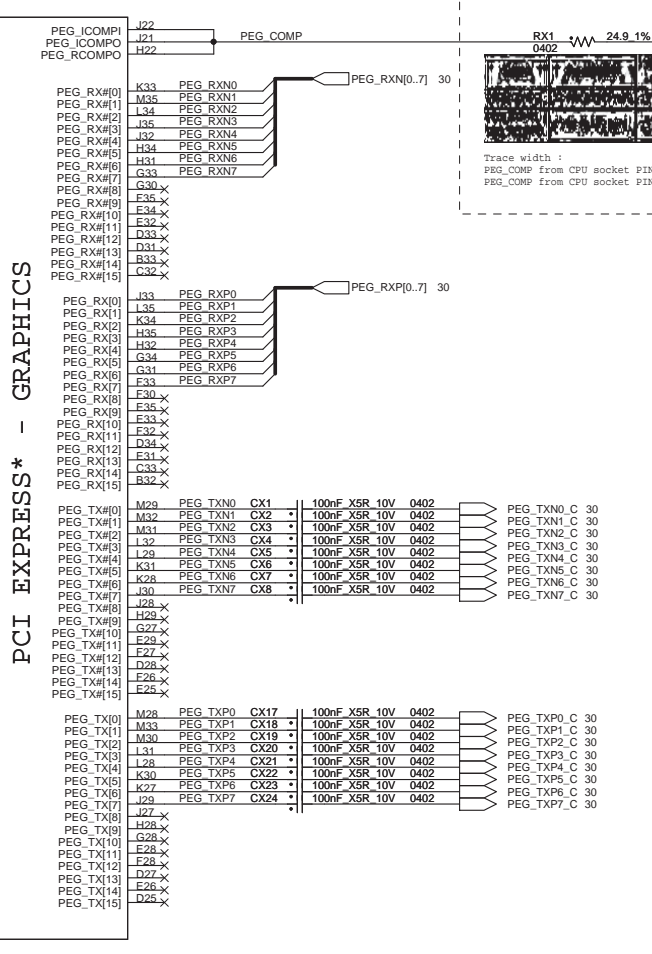 PCI EXPRESS* - GRAPHICS
PEG_ICOMPI J22
PEG_ICOMPO J21 PEG_COMP RX1 24.9_1%
PEG_RCOMPO H22 0402
Trace width :
PEG_COMP from CPU socket PIN
PEG_COMP from CPU socket PIN
PEG_RX#[0] K33 PEG_RXN0 PEG_RXN[0..7] 30
PEG_RX#[1] M35 PEG_RXN1
PEG_RX#[2] L34 PEG_RXN2
PEG_RX#[3] J35 PEG_RXN3
PEG_RX#[4] J32 PEG_RXN4
PEG_RX#[5] H34 PEG_RXN5
PEG_RX#[6] H31 PEG_RXN6
PEG_RX#[7] G33 PEG_RXN7
PEG_RX#[8] G30
PEG_RX#[9] F35
PEG_RX#[10] E34
PEG_RX#[11] E32
PEG_RX#[12] D33
PEG_RX#[13] D31
PEG_RX#[14] B33
PEG_RX#[15] C32
PEG_RX[0] J33 PEG_RXP0 PEG_RXP[0..7] 30
PEG_RX[1] L35 PEG_RXP1
PEG_RX[2] K34 PEG_RXP2
PEG_RX[3] H35 PEG_RXP3
PEG_RX[4] H32 PEG_RXP4
PEG_RX[5] G34 PEG_RXP5
PEG_RX[6] G31 PEG_RXP6
PEG_RX[7] F33 PEG_RXP7
PEG_RX[8] F30
PEG_RX[9] E35
PEG_RX[10] E33
PEG_RX[11] F32
PEG_RX[12] D34
PEG_RX[13] E31
PEG_RX[14] C33
PEG_RX[15] B32
PEG_TX#[0] M29 PEG_TXN0 CX1 100nF_X5R_10V 0402 PEG_TXN0_C 30
PEG_TX#[1] M32 PEG_TXN1 CX2 100nF_X5R_10V 0402 PEG_TXN1_C 30
PEG_TX#[2] M31 PEG_TXN2 CX3 100nF_X5R_10V 0402 PEG_TXN2_C 30
PEG_TX#[3] L32 PEG_TXN3 CX4 100nF_X5R_10V 0402 PEG_TXN3_C 30
PEG_TX#[4] L29 PEG_TXN4 CX5 100nF_X5R_10V 0402 PEG_TXN4_C 30
PEG_TX#[5] K31 PEG_TXN5 CX6 100nF_X5R_10V 0402 PEG_TXN5_C 30
PEG_TX#[6] K28 PEG_TXN6 CX7 100nF_X5R_10V 0402 PEG_TXN6_C 30
PEG_TX#[7] J30 PEG_TXN7 CX8 100nF_X5R_10V 0402 PEG_TXN7_C 30
PEG_TX#[8] J28
PEG_TX#[9] H29
PEG_TX#[10] G27
PEG_TX#[11] E29
PEG_TX#[12] F27
PEG_TX#[13] D28
PEG_TX#[14] F26
PEG_TX#[15] E25
PEG_TX[0] M28 PEG_TXP0 CX17 100nF_X5R_10V 0402 PEG_TXP0_C 30
PEG_TX[1] M33 PEG_TXP1 CX18 100nF_X5R_10V 0402 PEG_TXP1_C 30
PEG_TX[2] M30 PEG_TXP2 CX19 100nF_X5R_10V 0402 PEG_TXP2_C 30
PEG_TX[3] L31 PEG_TXP3 CX20 100nF_X5R_10V 0402 PEG_TXP3_C 30
PEG_TX[4] L28 PEG_TXP4 CX21 100nF_X5R_10V 0402 PEG_TXP4_C 30
PEG_TX[5] K30 PEG_TXP5 CX22 100nF_X5R_10V 0402 PEG_TXP5_C 30
PEG_TX[6] K27 PEG_TXP6 CX23 100nF_X5R_10V 0402 PEG_TXP6_C 30
PEG_TX[7] J29 PEG_TXP7 CX24 100nF_X5R_10V 0402 PEG_TXP7_C 30
PEG_TX[8] J27
PEG_TX[9] H28
PEG_TX[10] G28
PEG_TX[11] E28
PEG_TX[12] F28
PEG_TX[13] D27
PEG_TX[14] E26
PEG_TX[15] D25